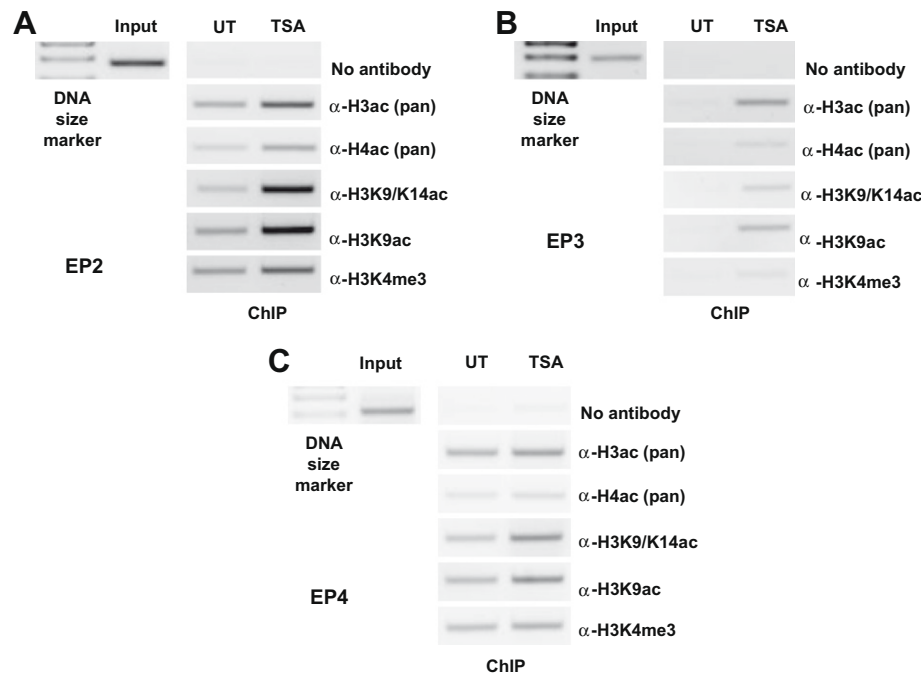 A
Input
UT
TSA
No antibody
DNA
size
marker
α-H3ac (pan)
α-H4ac (pan)
α-H3K9/K14ac
α-H3K9ac
α-H3K4me3
EP2
ChIP
B
Input
UT
TSA
No antibody
DNA
size
marker
α-H3ac (pan)
α-H4ac (pan)
α-H3K9/K14ac
α -H3K9ac
α -H3K4me3
EP3
ChIP
C
Input
UT
TSA
No antibody
DNA
size
marker
α-H3ac (pan)
α-H4ac (pan)
α-H3K9/K14ac
α-H3K9ac
α-H3K4me3
EP4
ChIP